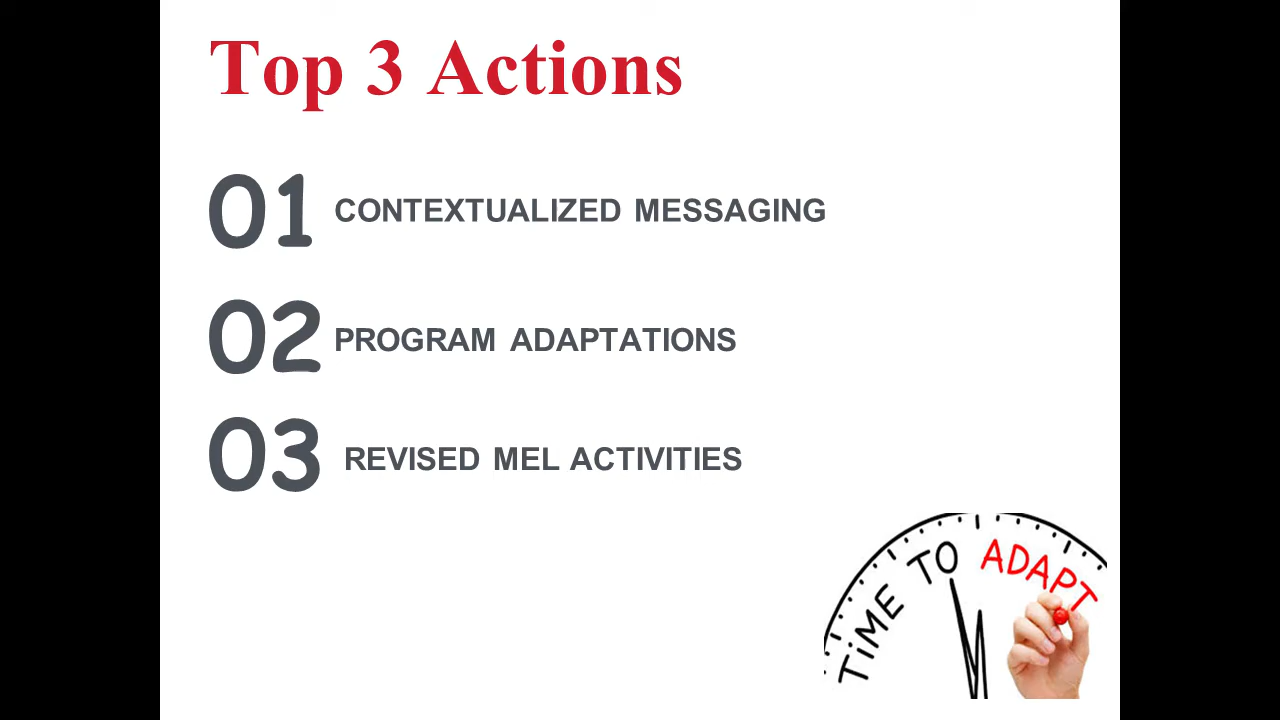 Top 3 Actions
01 CONTEXTUALIZED MESSAGING
02 PROGRAM ADAPTATIONS
03 REVISED MEL ACTIVITIES
TiME TO ADAPT